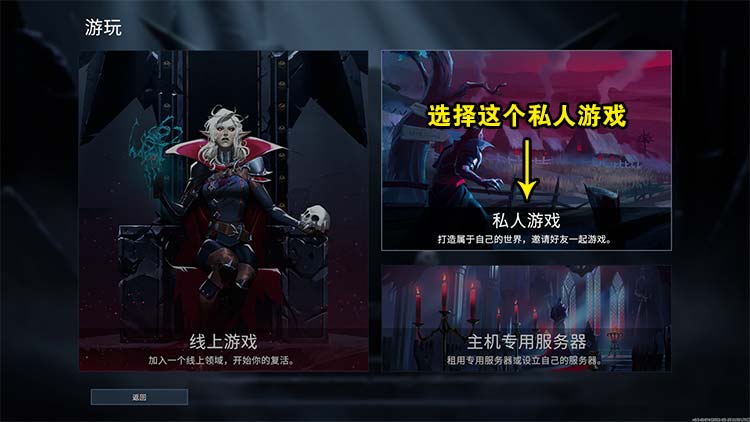 游玩
选择这个私人游戏
私人游戏
打造属于自己的世界，邀请好友一起游戏。
线上游戏
加入一个线上领域，开始你的复活。
主机专用服务器
租用专用服务器或设立自己的服务器。
返回